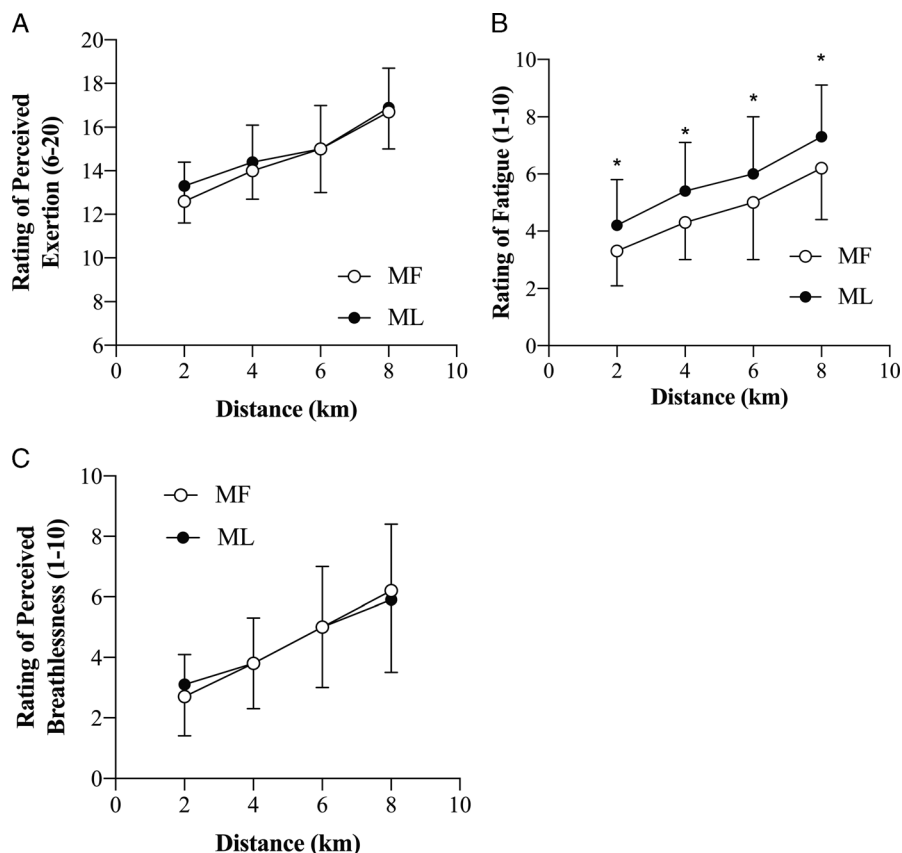 A
Rating of Perceived
Exertion (6-20)
20
18
16
14
12
10
8
6
0
2
4
6
8
10
MF
ML
Distance (km)
B
Rating of Fatigue (1-10)
10
8
6
4
2
0
*
*
*
*
0
2
4
6
8
10
MF
ML
Distance (km)
C
Rating of Perceived
Breathlessness (1-10)
10
8
6
4
2
0
MF
ML
0
2
4
6
8
10
Distance (km)